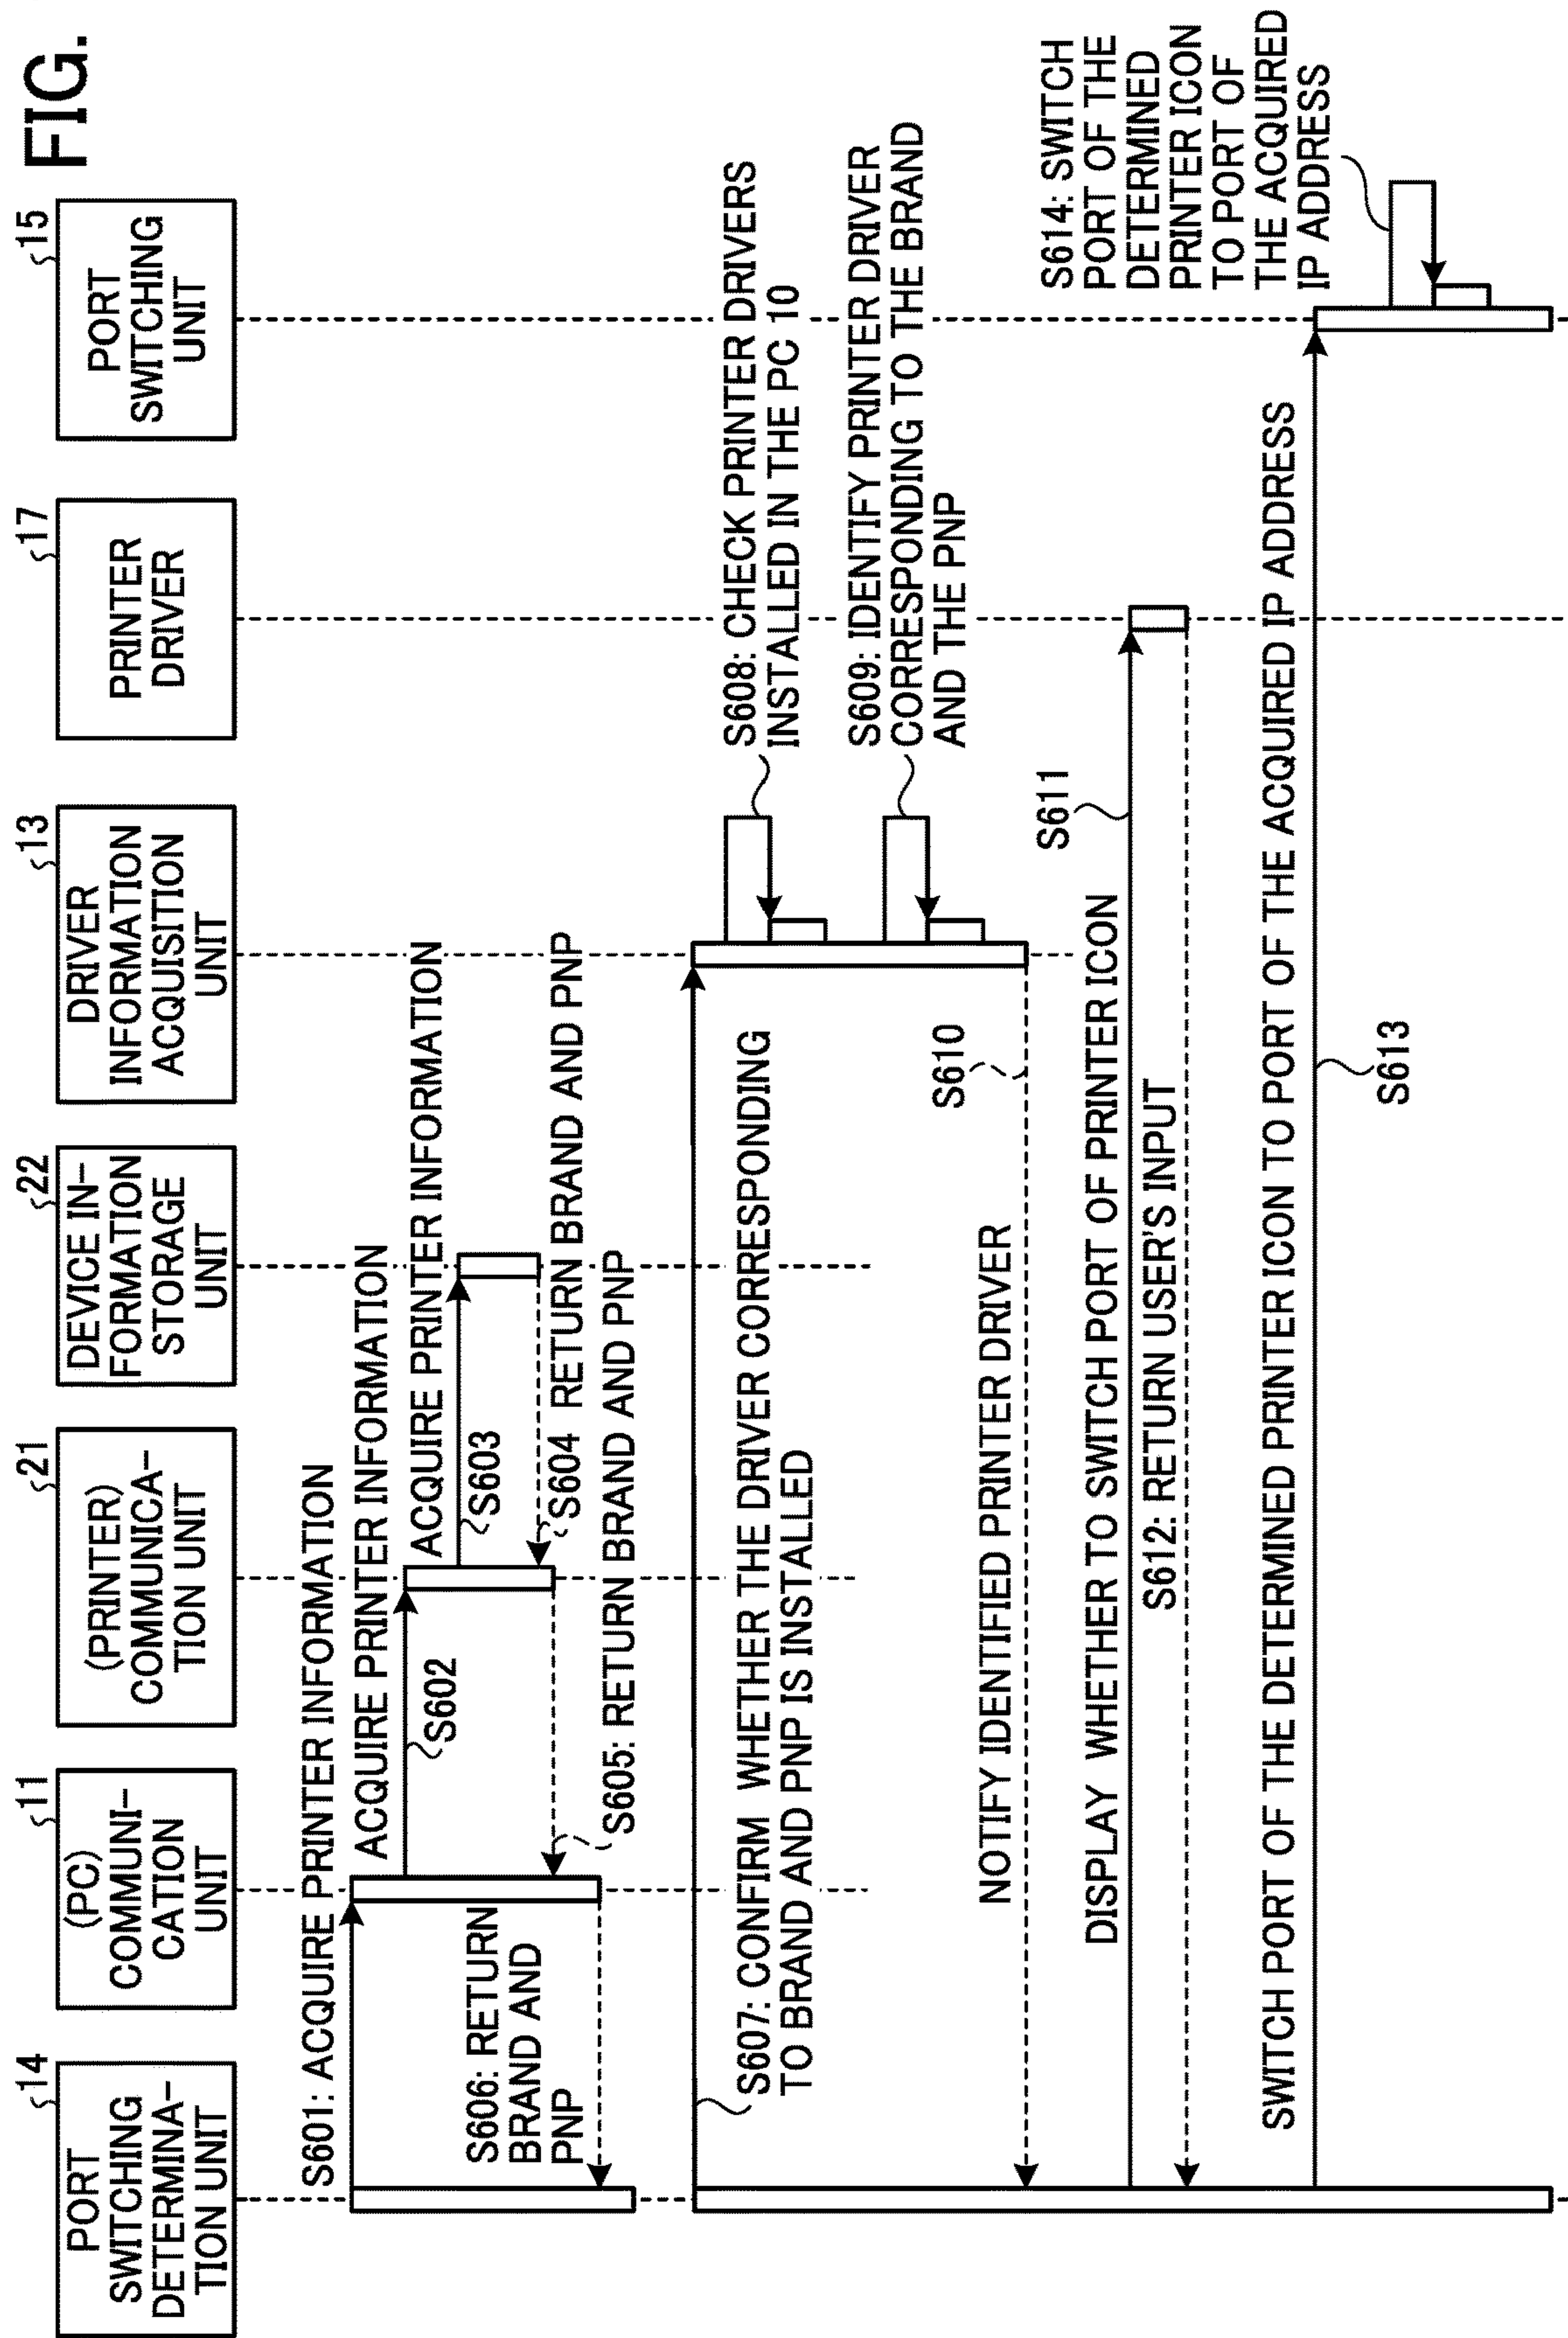 FIG.
14
PORT
SWITCHING
DETERMINA–
TION UNIT
11
(PC)
COMMUNI–
CATION
UNIT
21
(PRINTER)
COMMUNICA–
TION UNIT
22
DEVICE IN–
FORMATION
STORAGE
UNIT
13
DRIVER
INFORMATION
ACQUISITION
UNIT
17
PRINTER
DRIVER
15
PORT
SWITCHING
UNIT
S601: ACQUIRE PRINTER INFORMATION
ACQUIRE PRINTER INFORMATION
S602
ACQUIRE PRINTER INFORMATION
S603
S604 RETURN BRAND AND PNP
S605: RETURN BRAND AND PNP
S606: RETURN
BRAND AND
PNP
S607: CONFIRM WHETHER THE DRIVER CORRESPONDING
TO BRAND AND PNP IS INSTALLED
S608: CHECK PRINTER DRIVERS
INSTALLED IN THE PC 10
S609: IDENTIFY PRINTER DRIVER
CORRESPONDING TO THE BRAND
AND THE PNP
S610
NOTIFY IDENTIFIED PRINTER DRIVER
S611
DISPLAY WHETHER TO SWITCH PORT OF PRINTER ICON
S612: RETURN USER'S INPUT
SWITCH PORT OF THE DETERMINED PRINTER ICON TO PORT OF THE ACQUIRED IP ADDRESS
S613
S614: SWITCH
PORT OF THE
DETERMINED
PRINTER ICON
TO PORT OF
THE ACQUIRED
IP ADDRESS